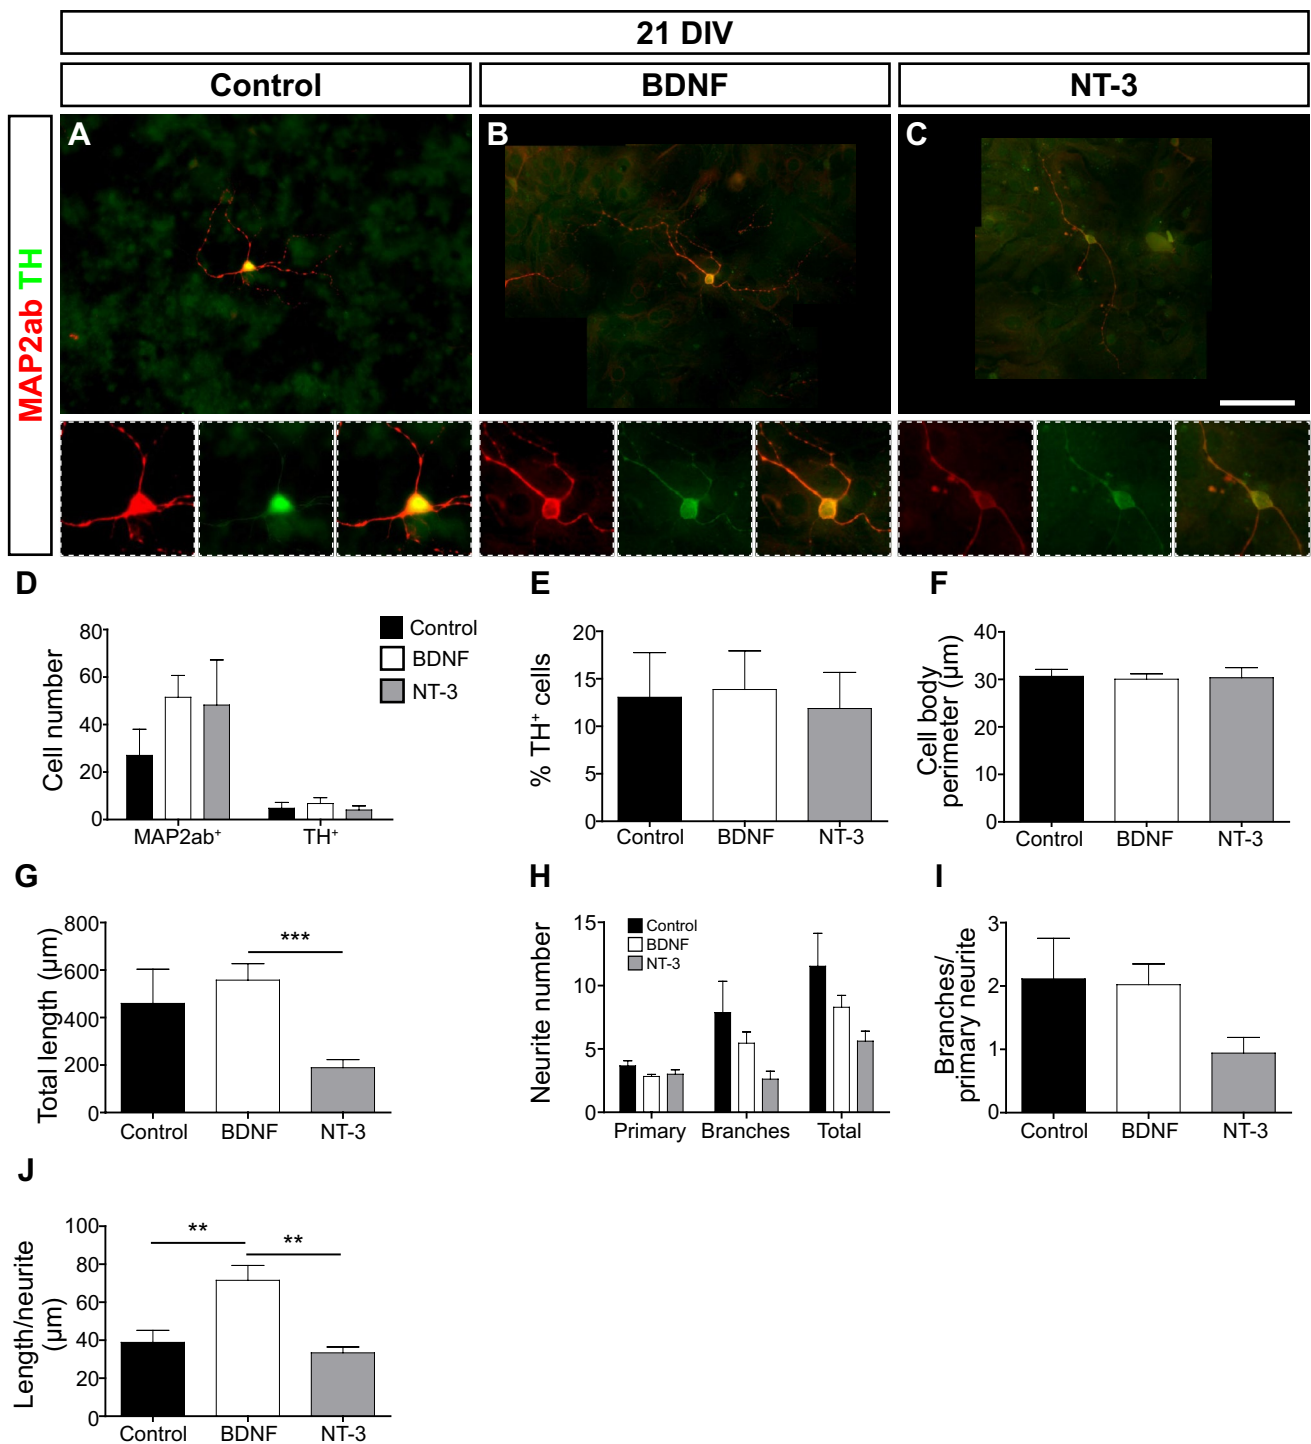 21 DIV
Control
BDNF
NT-3
MAP2ab TH
A
B
C
D
Cell number
80
60
40
20
0
MAP2ab⁺
TH⁺
Control
BDNF
NT-3
E
% TH⁺ cells
20
15
10
5
0
Control
BDNF
NT-3
F
Cell body
perimeter (µm)
40
30
20
10
0
Control
BDNF
NT-3
G
Total length (µm)
800
600
400
200
0
***
Control
BDNF
NT-3
H
Neurite number
15
10
5
0
Control
BDNF
NT-3
Primary
Branches
Total
I
Branches/
primary neurite
3
2
1
0
Control
BDNF
NT-3
J
Length/neurite
(µm)
100
80
60
40
20
0
**
**
Control
BDNF
NT-3